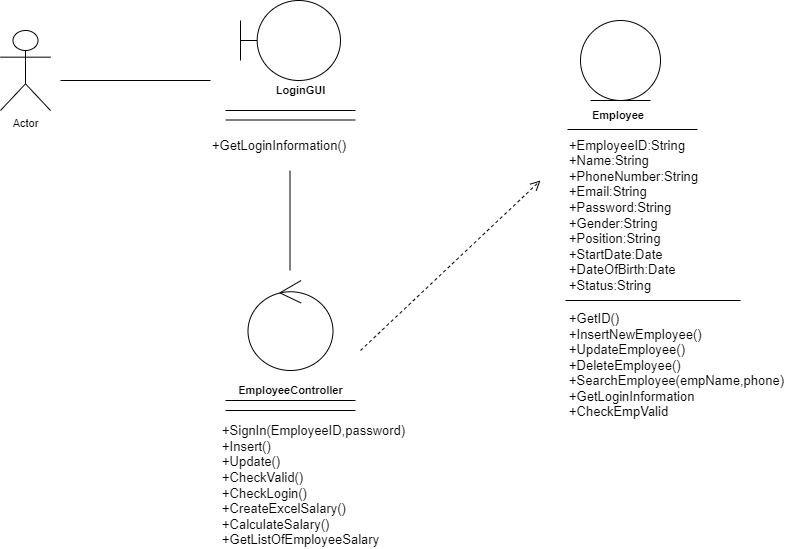 Actor
LoginGUI
+GetLoginInformation()
EmployeeController
+SignIn(EmployeeID,password)
+Insert()
+Update()
+CheckValid()
+CheckLogin()
+CreateExcelSalary()
+CalculateSalary()
+GetListOfEmployeeSalary
Employee
+EmployeeID:String
+Name:String
+PhoneNumber:String
+Email:String
+Password:String
+Gender:String
+Position:String
+StartDate:Date
+DateOfBirth:Date
+Status:String
+GetID()
+InsertNewEmployee()
+UpdateEmployee()
+DeleteEmployee()
+SearchEmployee(empName,phone)
+GetLoginInformation
+CheckEmpValid